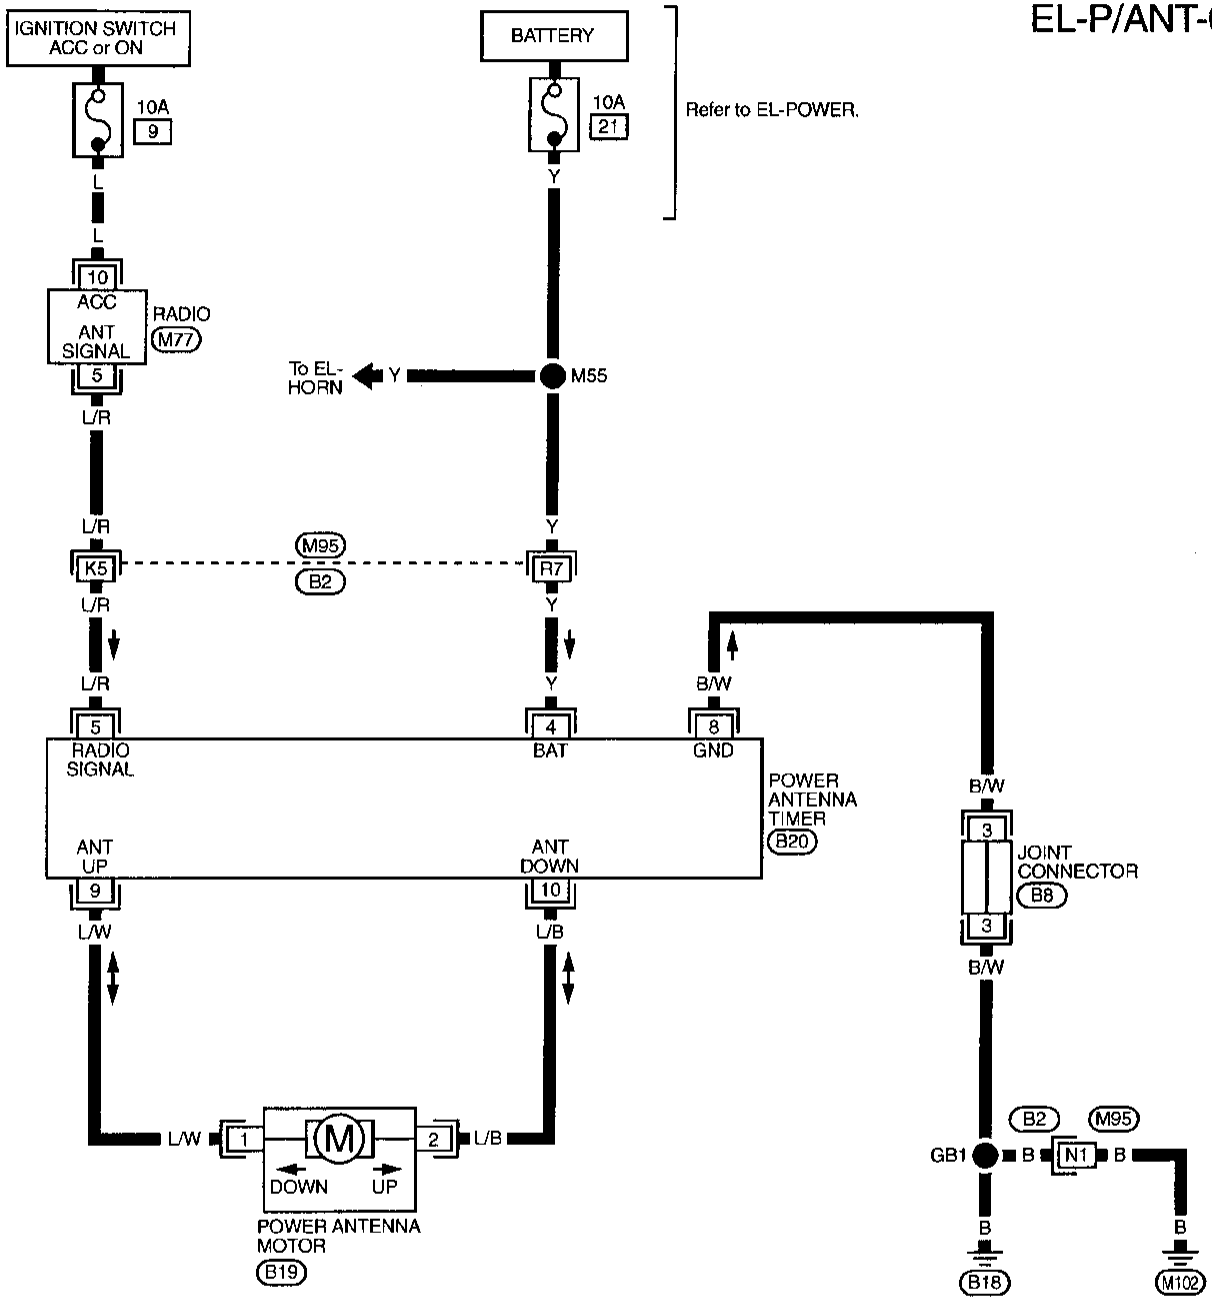 EL-P/ANT-
IGNITION SWITCH
ACC or ON
BATTERY
10A
9
10A
21
Refer to EL-POWER.
L
Y
L
10
ACC
ANT
SIGNAL
5
RADIO
M77
To EL-
HORN
Y
M55
L/R
L/R
Y
K5
M95
B2
R7
L/R
Y
L/R
Y
B/W
5
4
8
RADIO
SIGNAL
BAT
GND
POWER
ANTENNA
TIMER
B20
ANT
UP
ANT
DOWN
9
10
L/W
L/B
B/W
3
JOINT
CONNECTOR
B8
3
B/W
L/W
1
M
2
L/B
DOWN
UP
POWER ANTENNA
MOTOR
B19
B2
M95
GB1
B
N1
B
B
B
B18
M102